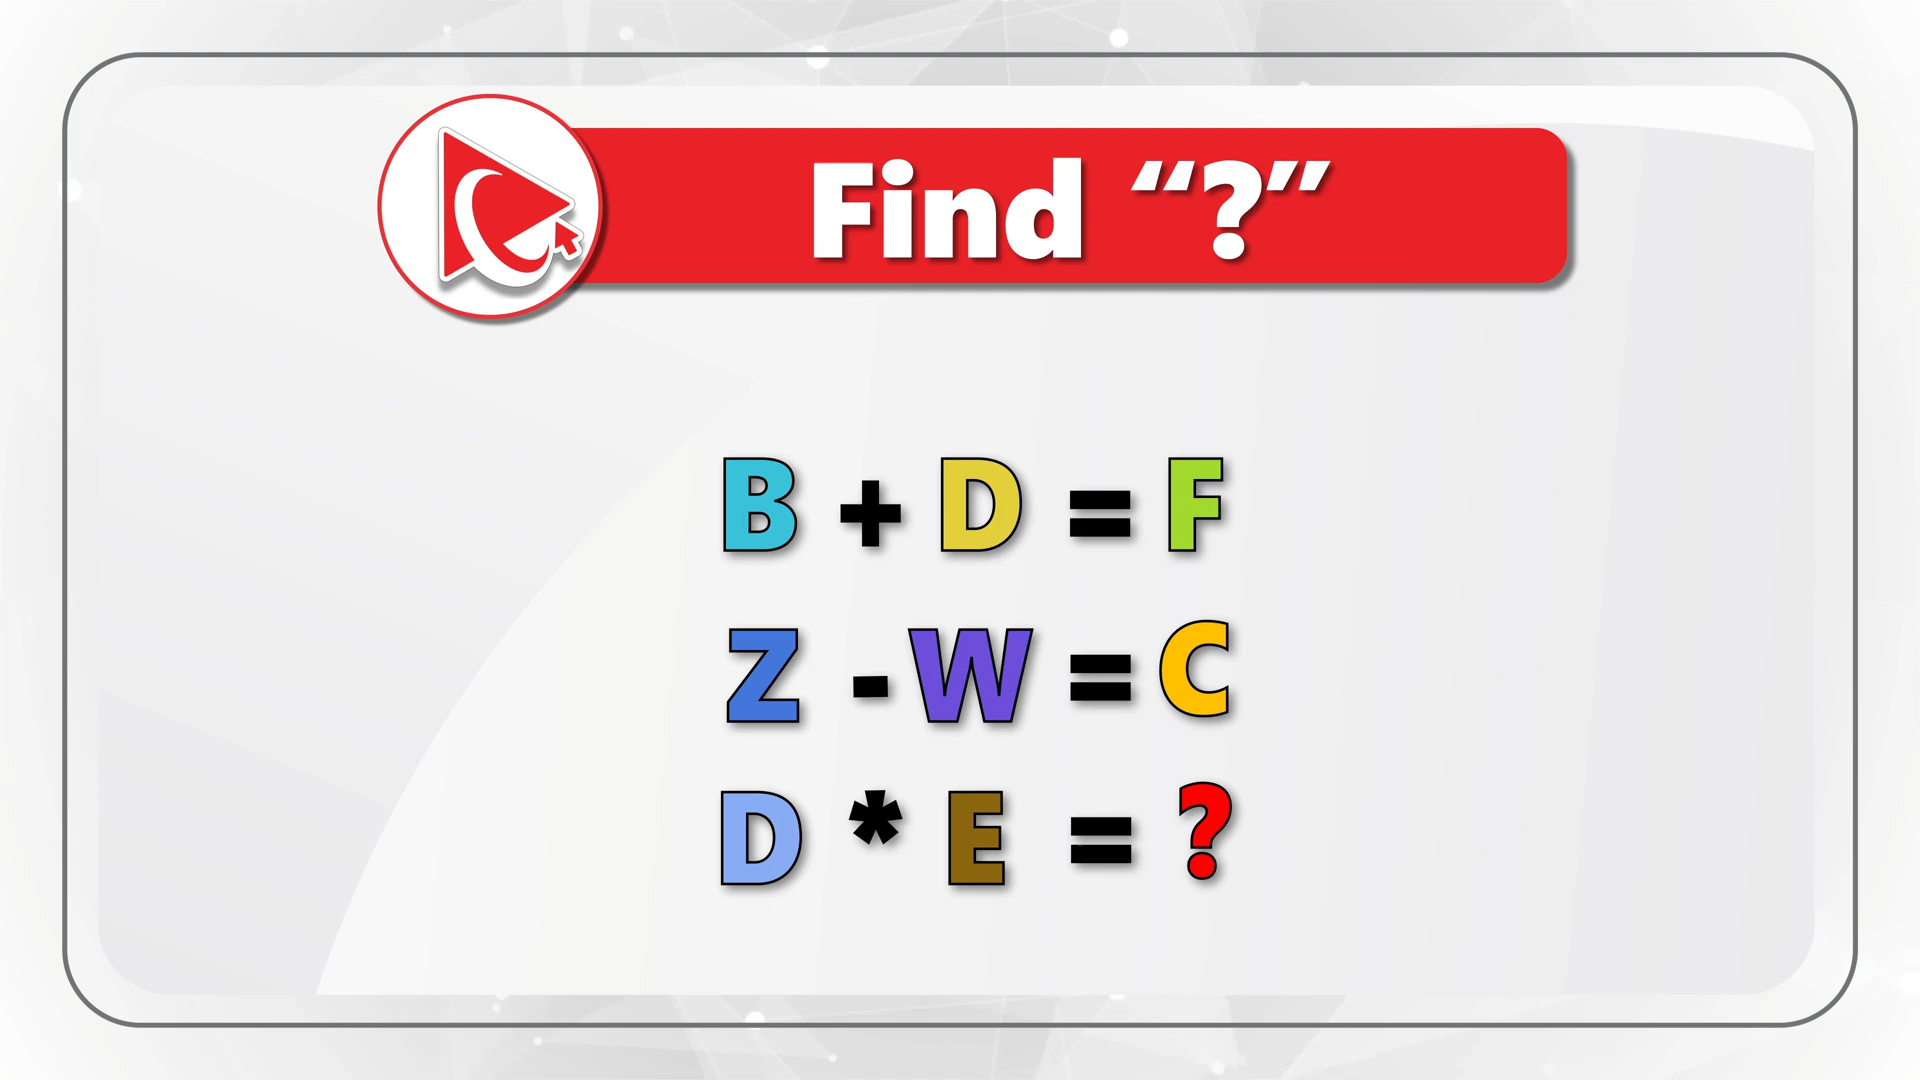 Find “?”
B + D = F
Z - W = C
D * E = ?